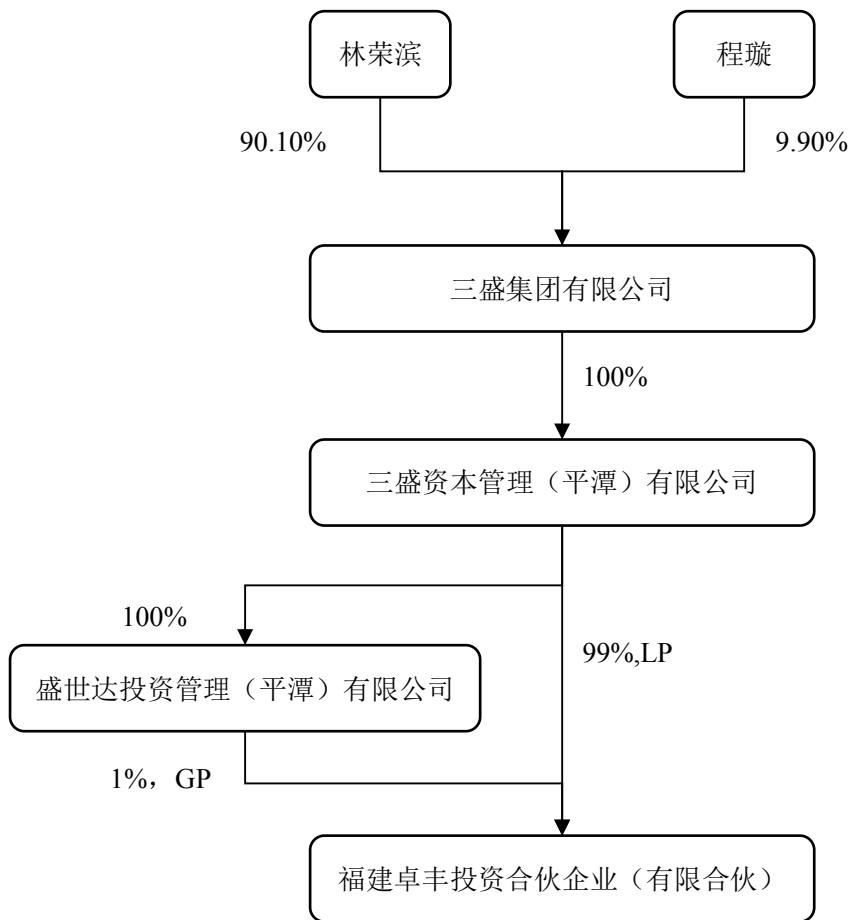 林荣滨
程璇
90.10%
9.90%
三盛集团有限公司
100%
三盛资本管理（平潭）有限公司
100%
99%,LP
盛世达投资管理（平潭）有限公司
1%，GP
福建卓丰投资合伙企业（有限合伙）